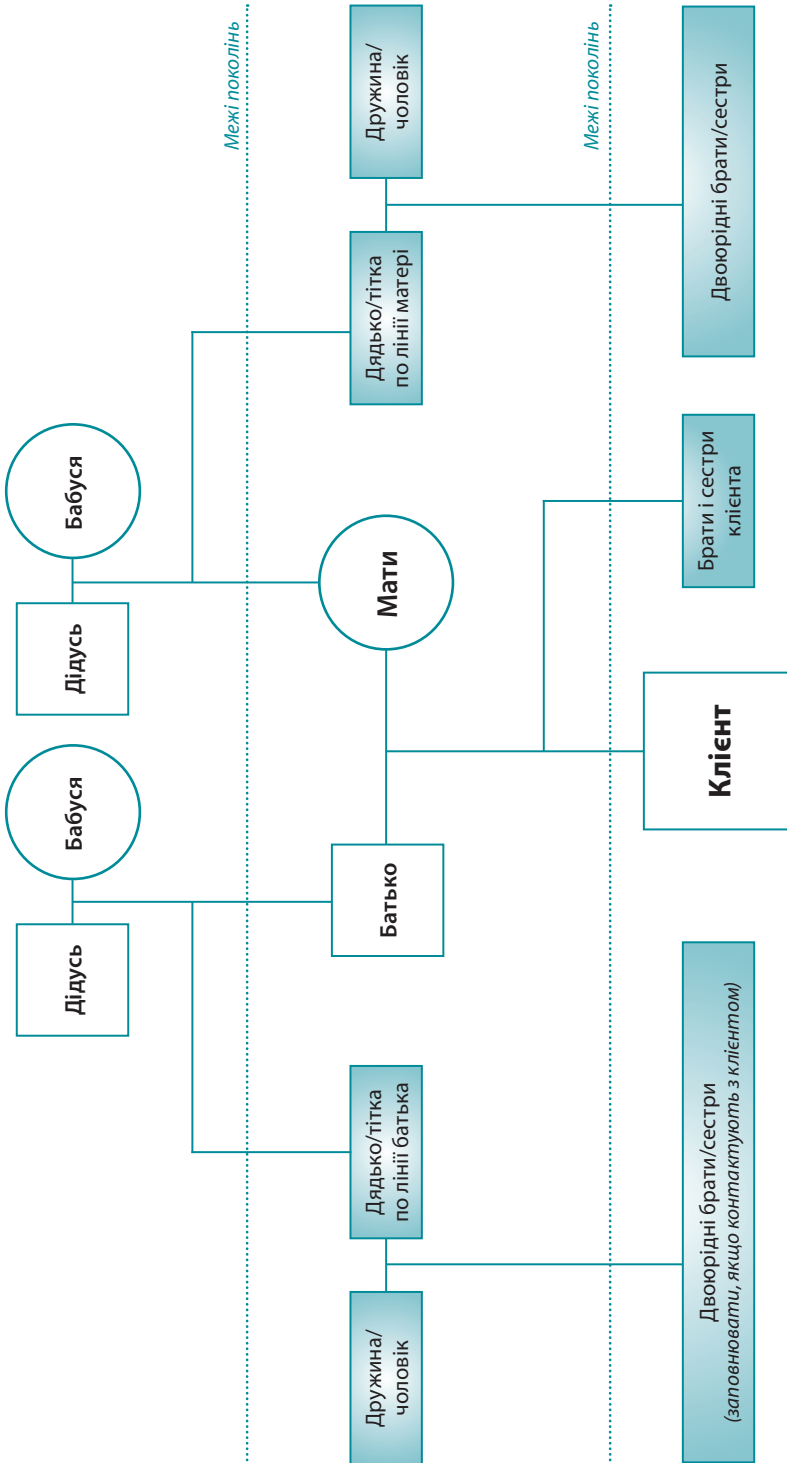 Дідусь
Бабуся
Дідусь
Бабуся
Межі поколінь
Дружина/
чоловік
Дядько/тітка
по лінії батька
Батько
Мати
Дядько/тітка
по лінії матері
Дружина/
чоловік
Межі поколінь
Двоюрідні брати/сестри
(заповнювати, якщо контактують з клієнтом)
Клієнт
Брати і сестри
клієнта
Двоюрідні брати/сестри